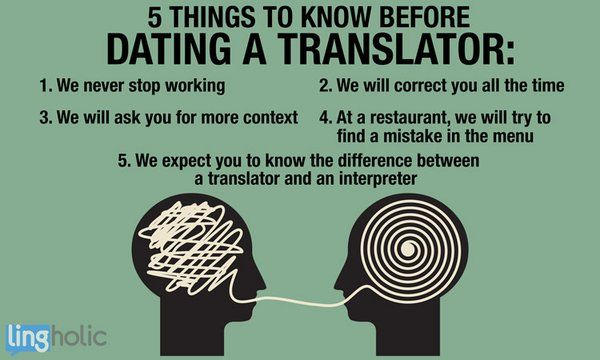 5 THINGS TO KNOW BEFORE
DATING A TRANSLATOR:
1. We never stop working
2. We will correct you all the time
3. We will ask you for more context
4. At a restaurant, we will try to
find a mistake in the menu
5. We expect you to know the difference between
a translator and an interpreter
lingholic